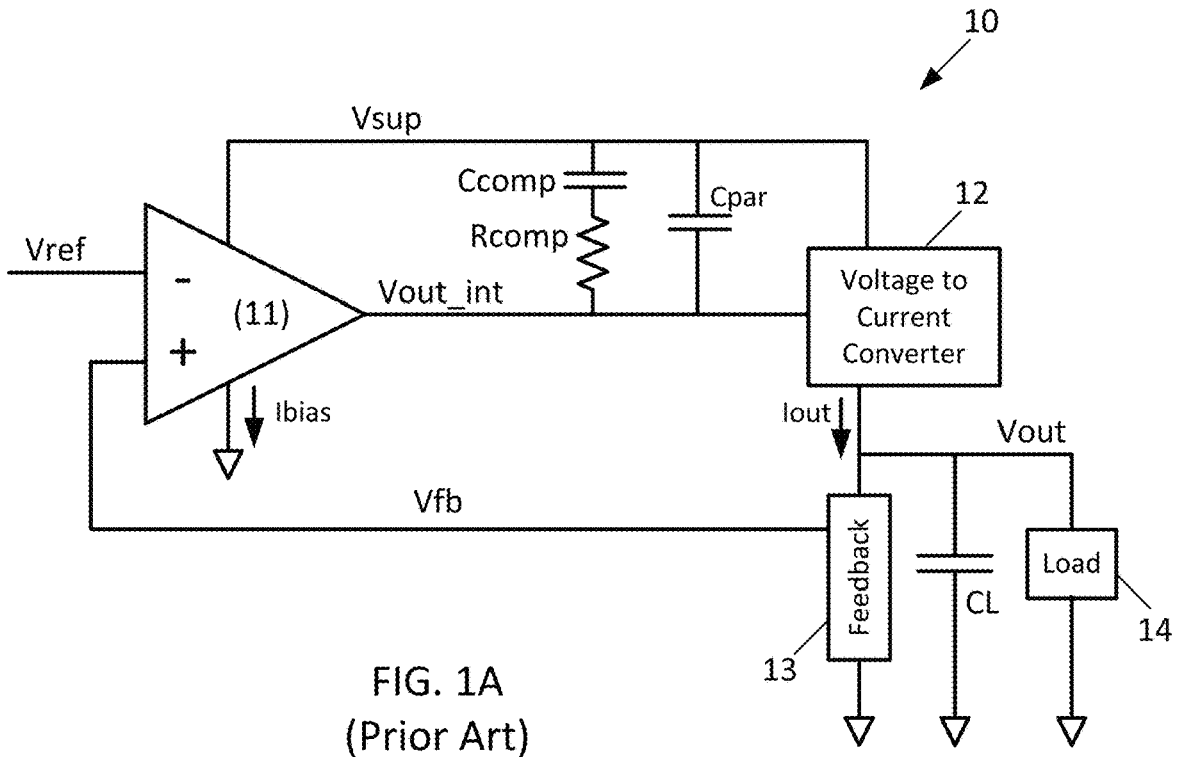 10
Vsup
Ccomp
Cpar
12
Rcomp
Vref
-
(11)
+
Vout_int
Voltage to
Current
Converter
Ibias
Iout
Vout
Vfb
Feedback
Load
CL
13
14
FIG. 1A
(Prior Art)